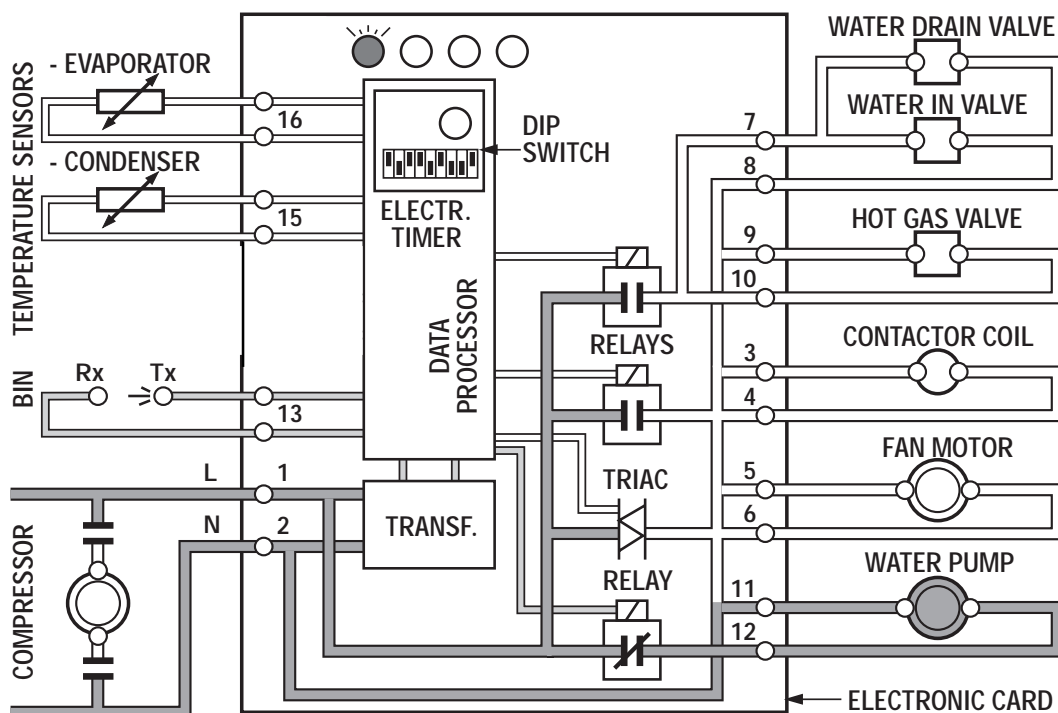 WATER DRAIN VALVE
- EVAPORATOR
16
TEMPERATURE SENSORS
- CONDENSER
15
DIP
SWITCH
ELECTR.
TIMER
DATA
PROCESSOR
WATER IN VALVE
7
8
HOT GAS VALVE
9
10
RELAYS
CONTACTOR COIL
3
4
BIN
Rx
Tx
13
FAN MOTOR
5
6
TRIAC
L
1
N
2
TRANSF.
COMPRESSOR
RELAY
WATER PUMP
11
12
ELECTRONIC CARD